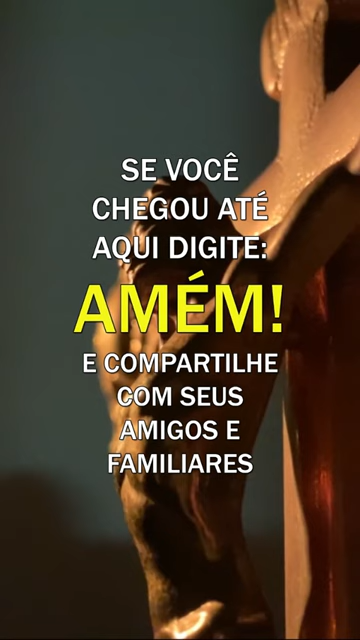 SE VOCÊ
CHEGOU ATÉ
AQUI DIGITE:
AMÉM!
E COMPARTILHE
COM SEUS
AMIGOS E
FAMILIARES